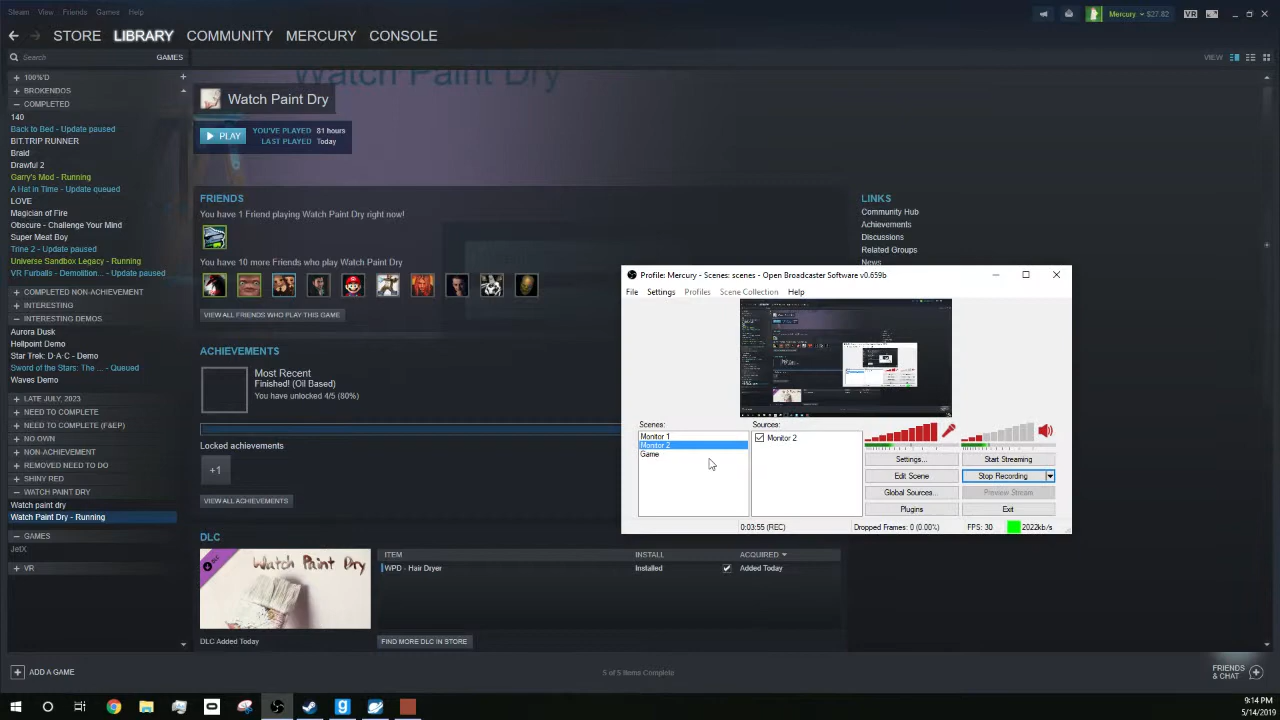 Steam View Friends Games Help
Mercury $27.82
VR
STORE LIBRARY COMMUNITY MERCURY CONSOLE
Search GAMES
VIEW
Watch Paint Dry
Watch Paint Dry
PLAY
YOU'VE PLAYED 81 hours
LAST PLAYED Today
100%'D
BROKENDOS
COMPLETED
140
Back to Bed - Update paused
BIT.TRIP RUNNER
Braid
Drawful 2
Garry's Mod - Running
A Hat in Time - Update queued
LOVE
Magician of Fire
Obscure - Challenge Your Mind
Super Meat Boy
Trine 2 - Update paused
Universe Sandbox Legacy - Running
VR Furballs - Demolition... - Update paused
COMPLETED NON-ACHIEVEMENT
INTERESTING
INTERESTING DEMOS
Aurora Dusk
Hellpoint Demo
Star Trek: D-A-C - Demo
Sword of the Stars: The ... - Queued
Waves Demo
LATE JULY, 2023
NEED TO COMPLETE
NEED TO COMPLETE (F&EP)
NO OWN
NON-ACHIEVEMENT
REMOVED NEED TO DO
SHINY RED
WATCH PAINT DRY
Watch paint dry
Watch Paint Dry - Running
GAMES
JetX
VR
ADD A GAME
FRIENDS
You have 1 Friend playing Watch Paint Dry right now!
You have 10 more Friends who play Watch Paint Dry
VIEW ALL FRIENDS WHO PLAY THIS GAME
ACHIEVEMENTS
Most Recent
Finished! (Oil Based)
You have unlocked 4/5 (80%)
Locked achievements
+1
VIEW ALL ACHIEVEMENTS
DLC
Watch Paint Dry
DLC Added Today
ITEM INSTALL ACQUIRED
WPD - Hair Dryer Installed Added Today
FIND MORE DLC IN STORE
LINKS
Community Hub
Achievements
Discussions
Related Groups
News
Profile: Mercury - Scenes: scenes - Open Broadcaster Software v0.659b
File Settings Profiles Scene Collection Help
Scenes:
Monitor 1
Monitor 2
Game
Sources:
Monitor 2
Settings... Start Streaming
Edit Scene Stop Recording
Global Sources... Preview Stream
Plugins Exit
0:03:55 (REC) Dropped Frames: 0 (0.00%) FPS: 30 2022kb/s
5 of 5 Items Complete
FRIENDS
& CHAT
9:14 PM
5/14/2019